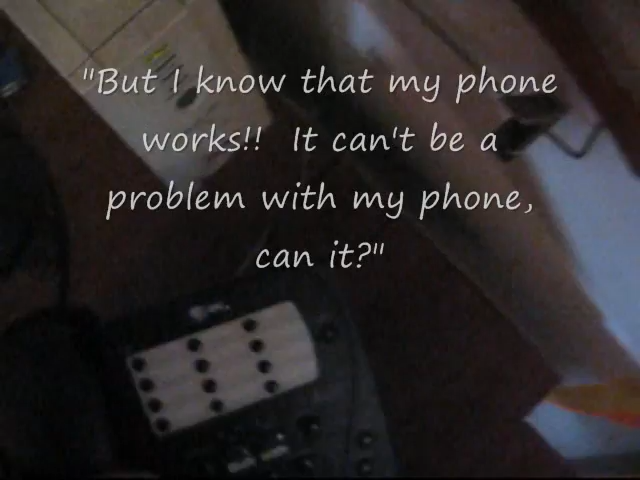 "But I know that my phone
works!!  It can't be a
problem with my phone,
can it?"